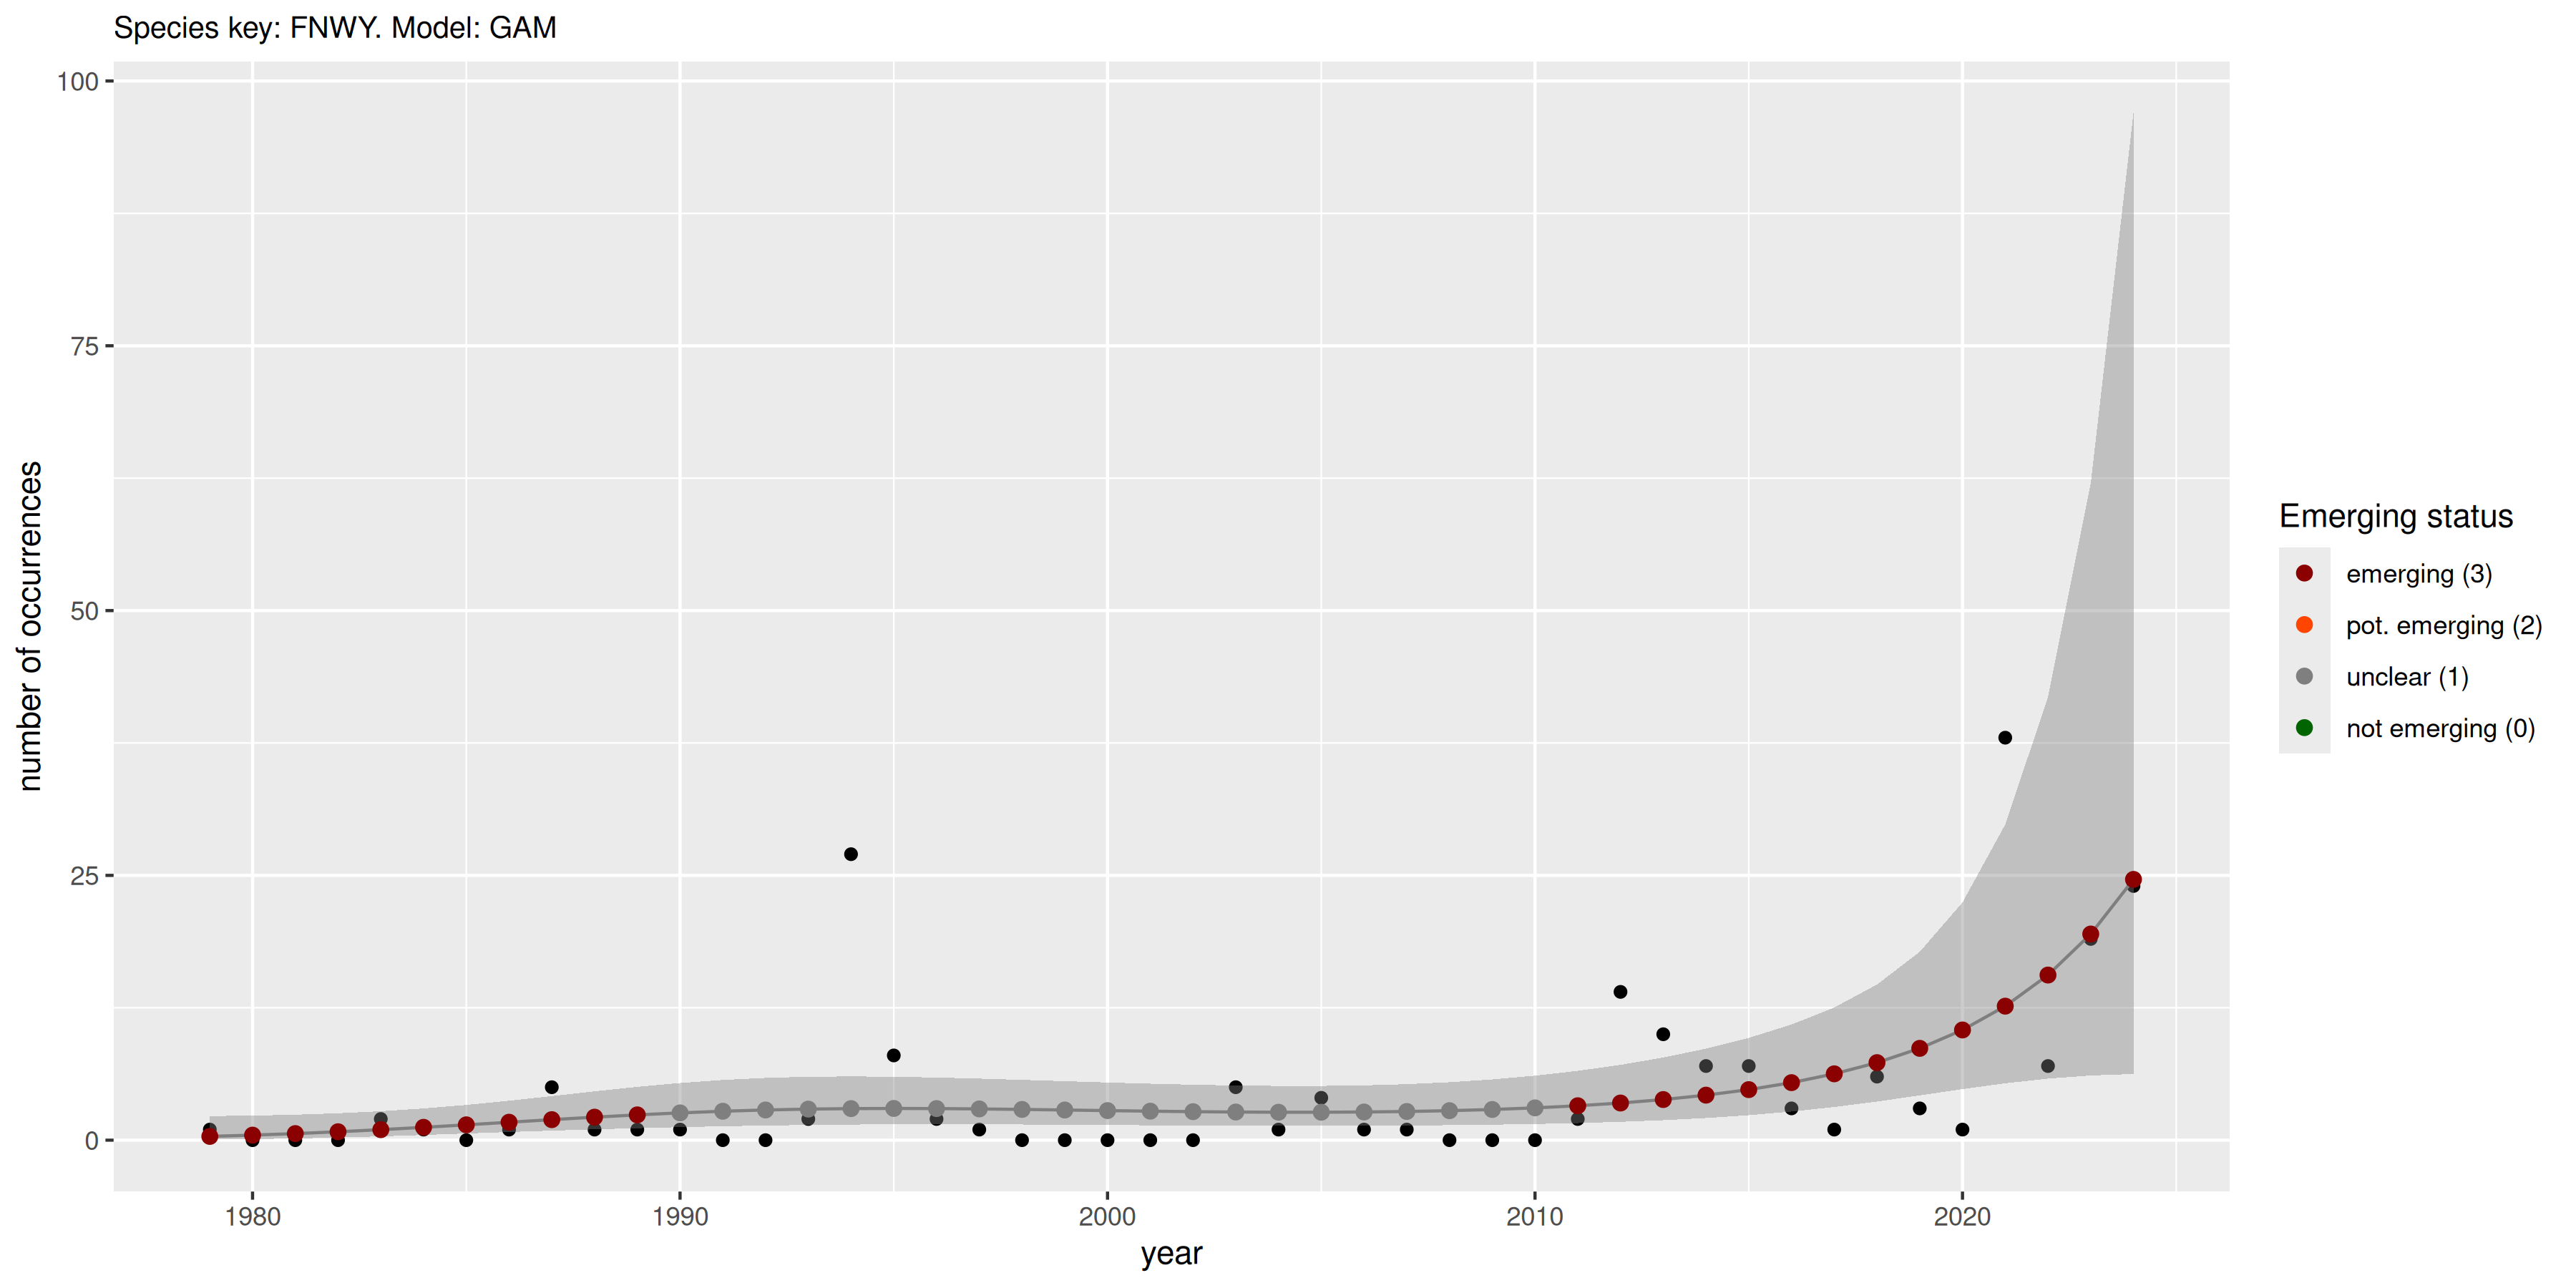 Species key: FNWY. Model: GAM
100
75
50
25
0
number of occurrences
1980 1990 2000 2010 2020
year
Emerging status
emerging (3)
pot. emerging (2)
unclear (1)
not emerging (0)